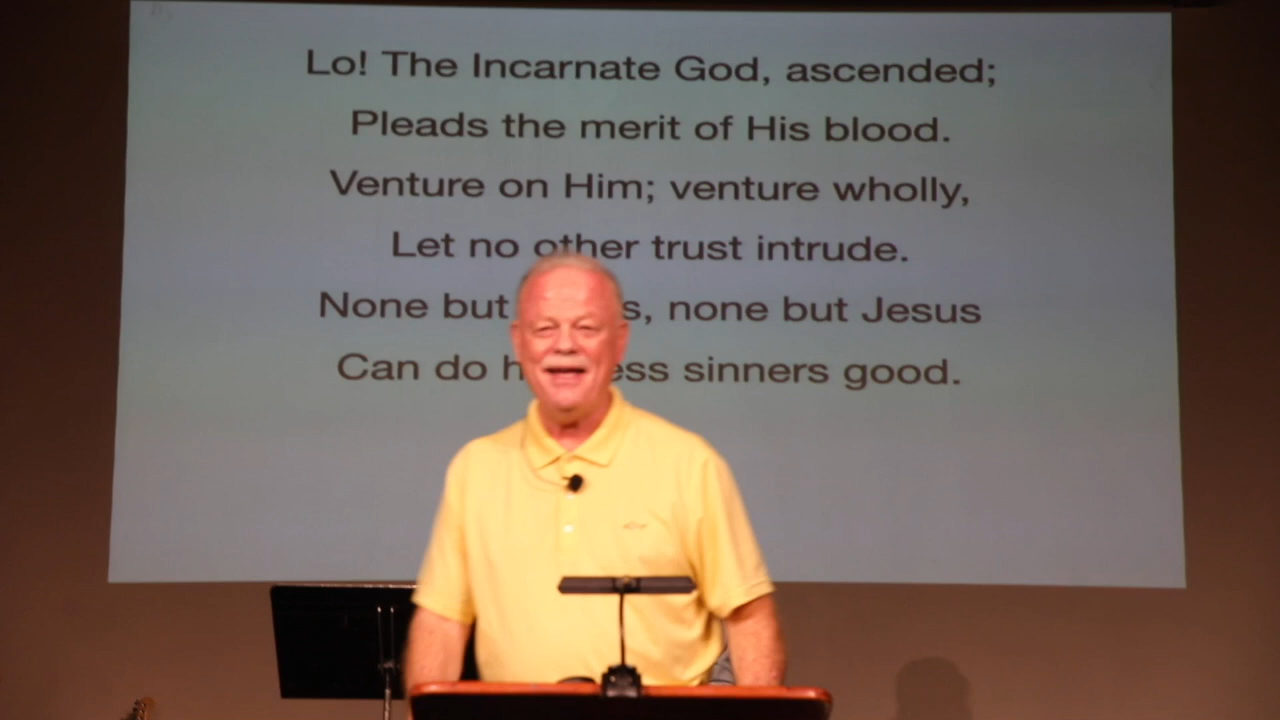 Lo! The Incarnate God, ascended;
Pleads the merit of His blood.
Venture on Him; venture wholly,
Let no other trust intrude.
None but s, none but Jesus
Can do h ess sinners good.